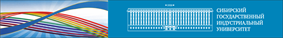 СИБИРСКИЙ
ГОСУДАРСТВЕННЫЙ
ИНДУСТРИАЛЬНЫЙ
УНИВЕРСИТЕТ